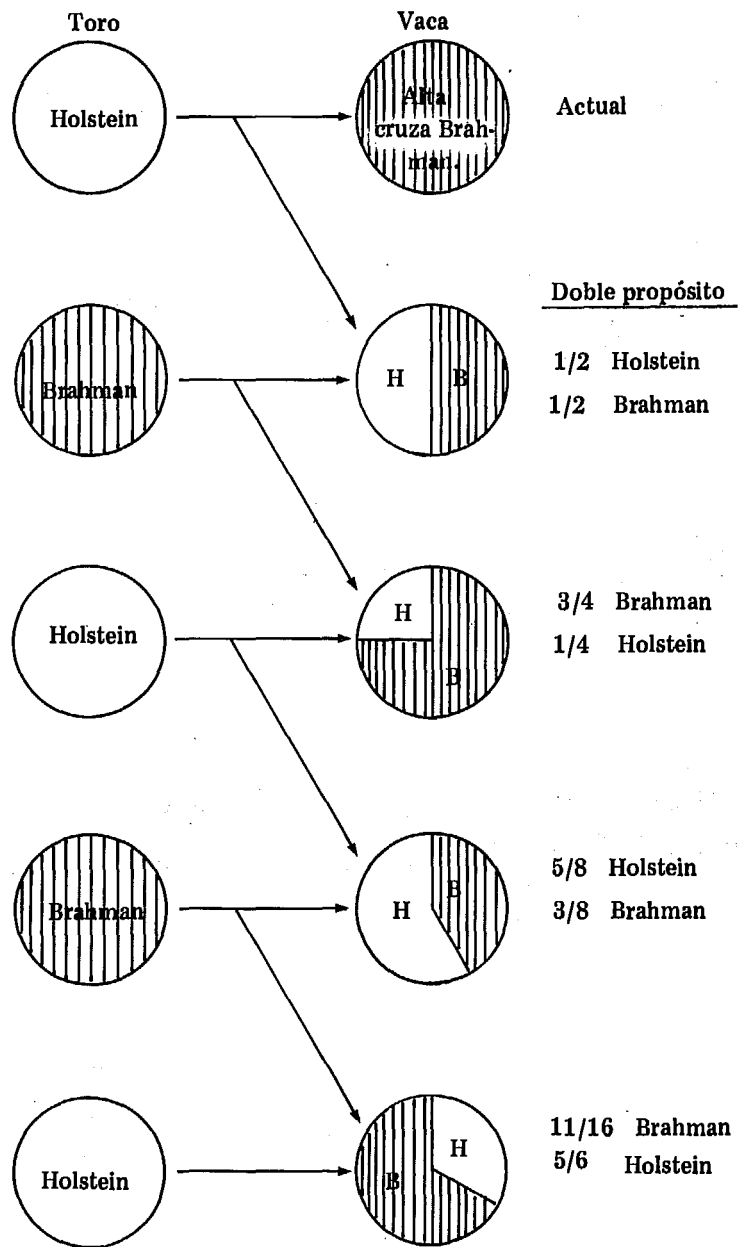 Toro
Vaca
Holstein
Alta
cruza Brah-
man.
Actual
Doble propósito
Brahman
H
B
1/2 Holstein
1/2 Brahman
Holstein
H
B
3/4 Brahman
1/4 Holstein
Brahman
H
B
5/8 Holstein
3/8 Brahman
Holstein
B
H
11/16 Brahman
5/6 Holstein